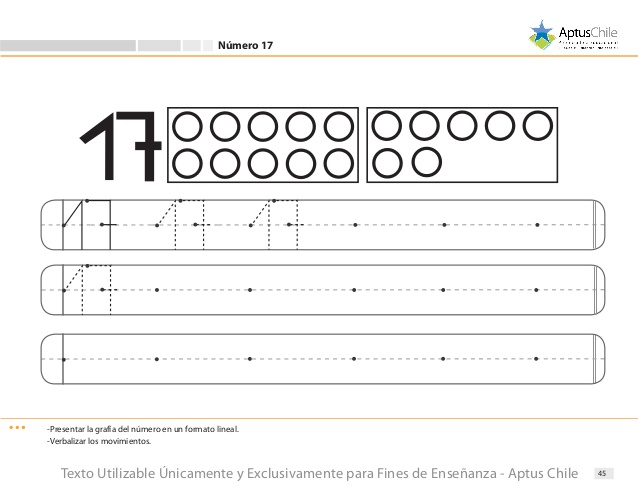 Número 17
AptusChile
17
-Presentar la grafía del número en un formato lineal.
-Verbalizar los movimientos.
Texto Utilizable Únicamente y Exclusivamente para Fines de Enseñanza - Aptus Chile
45